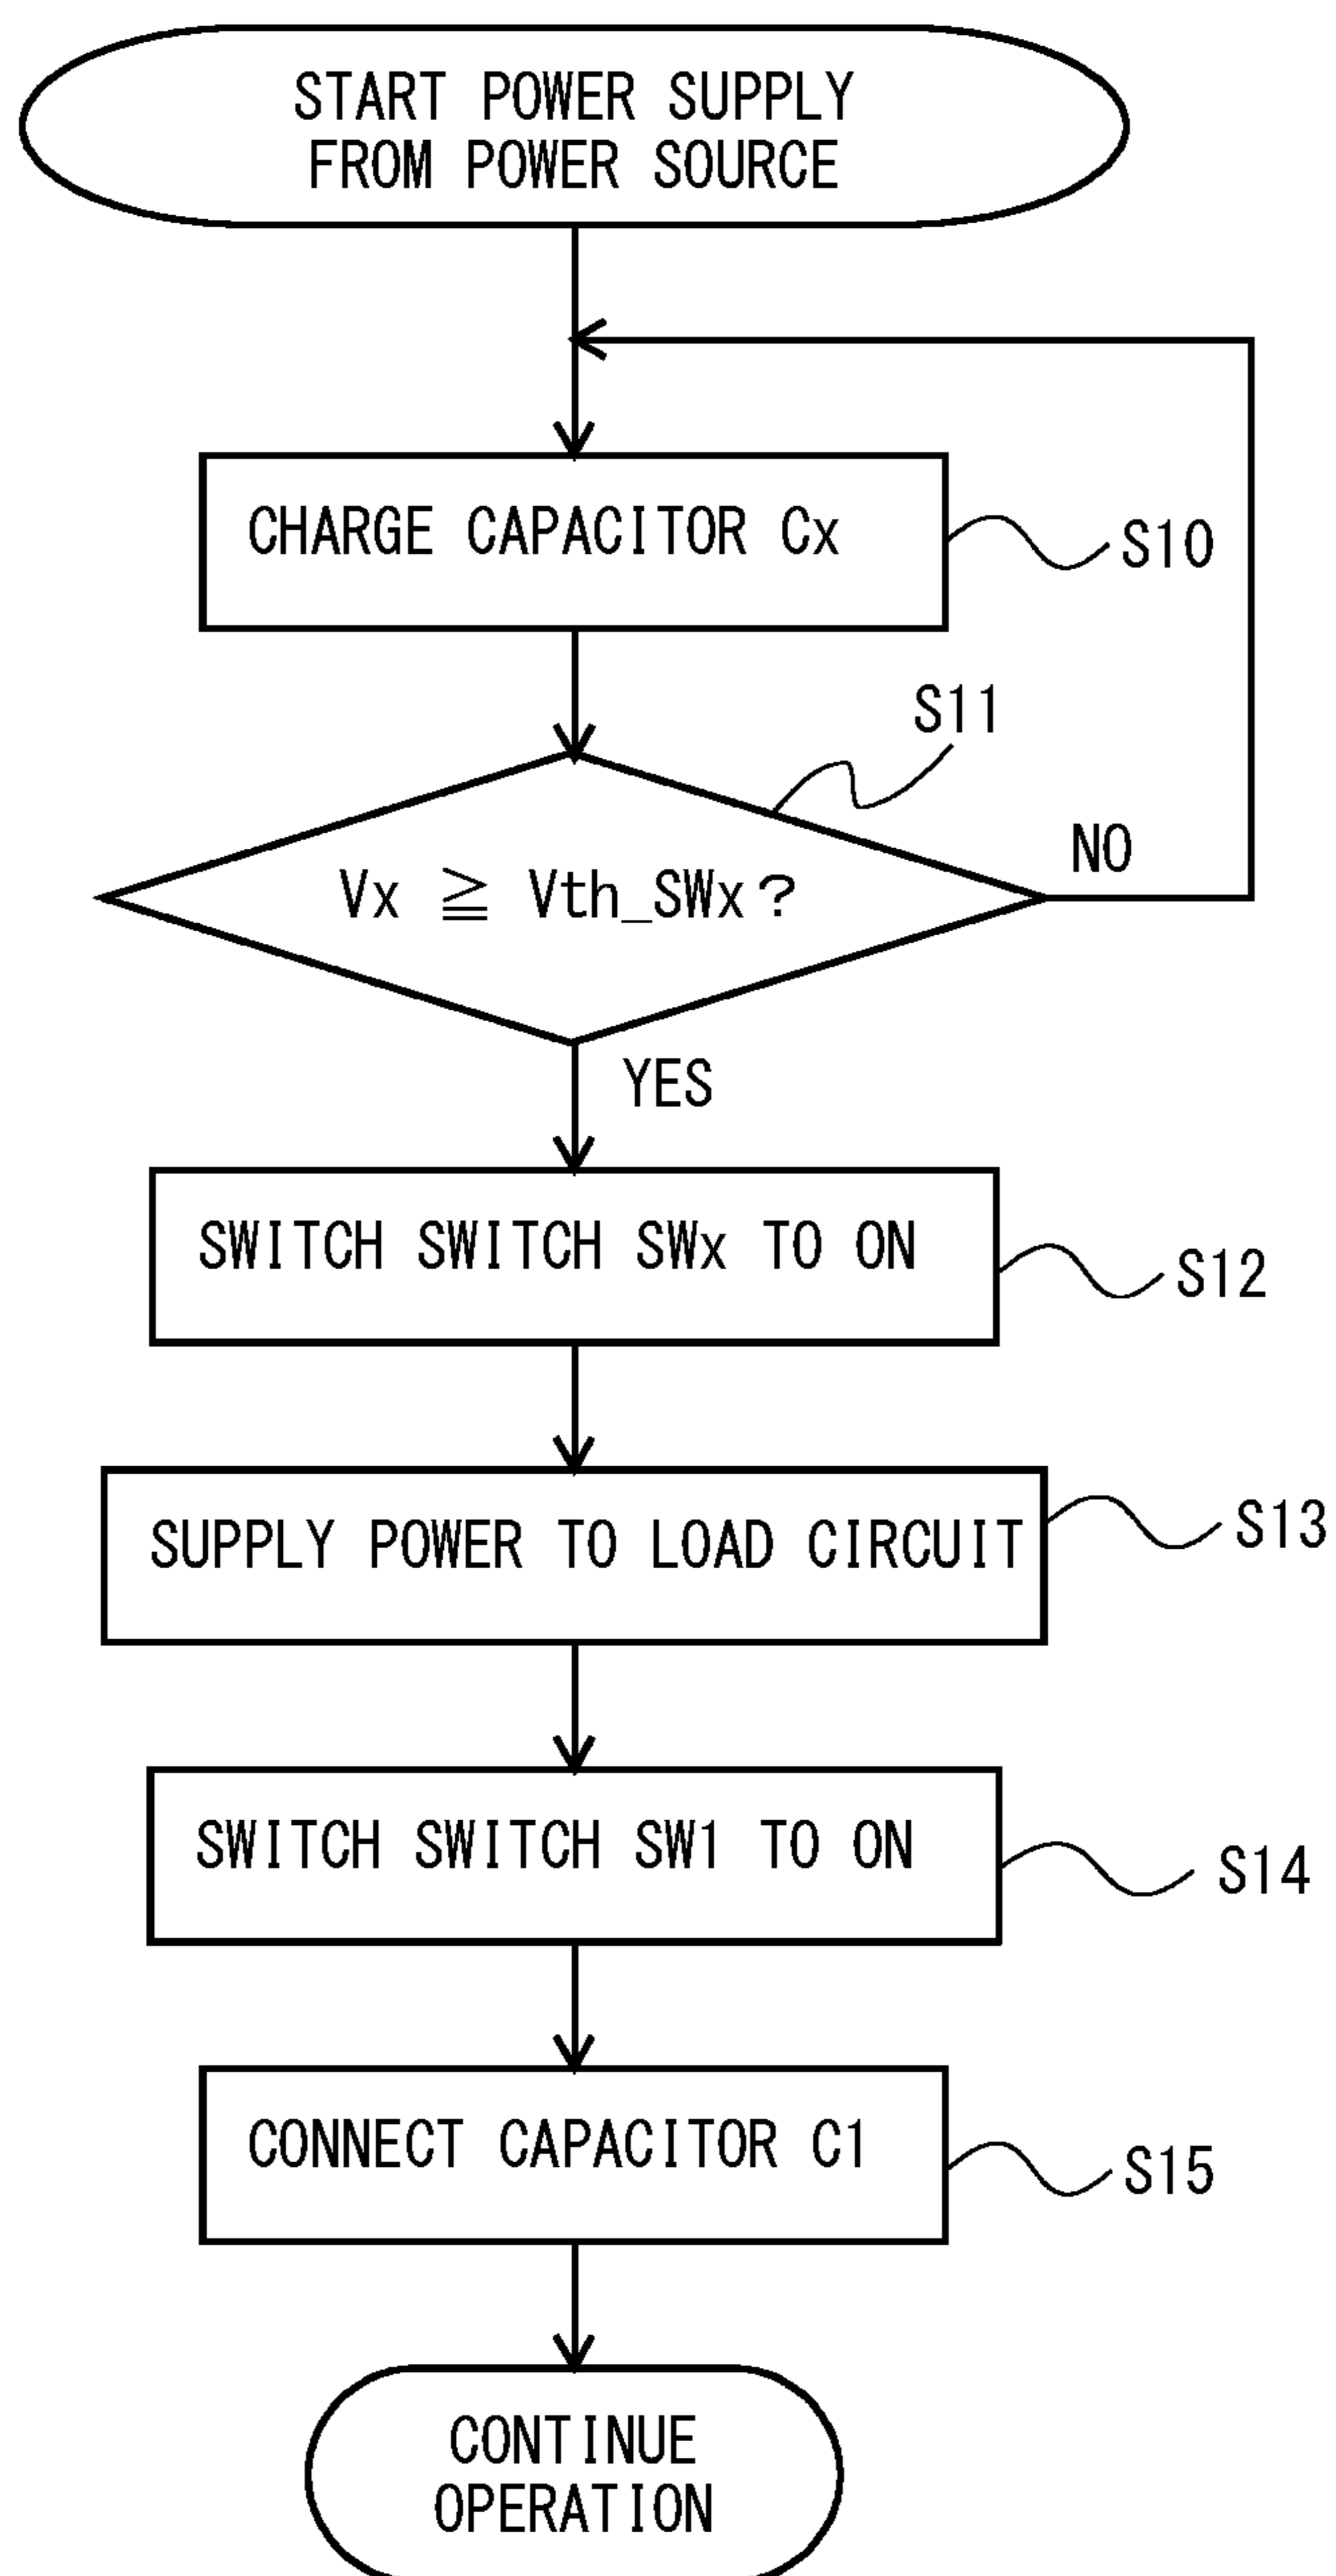 START POWER SUPPLY
FROM POWER SOURCE
CHARGE CAPACITOR Cx
S10
S11
Vx ≧ Vth_SWx?
NO
YES
SWITCH SWITCH SWx TO ON
S12
SUPPLY POWER TO LOAD CIRCUIT
S13
SWITCH SWITCH SW1 TO ON
S14
CONNECT CAPACITOR C1
S15
CONTINUE
OPERATION